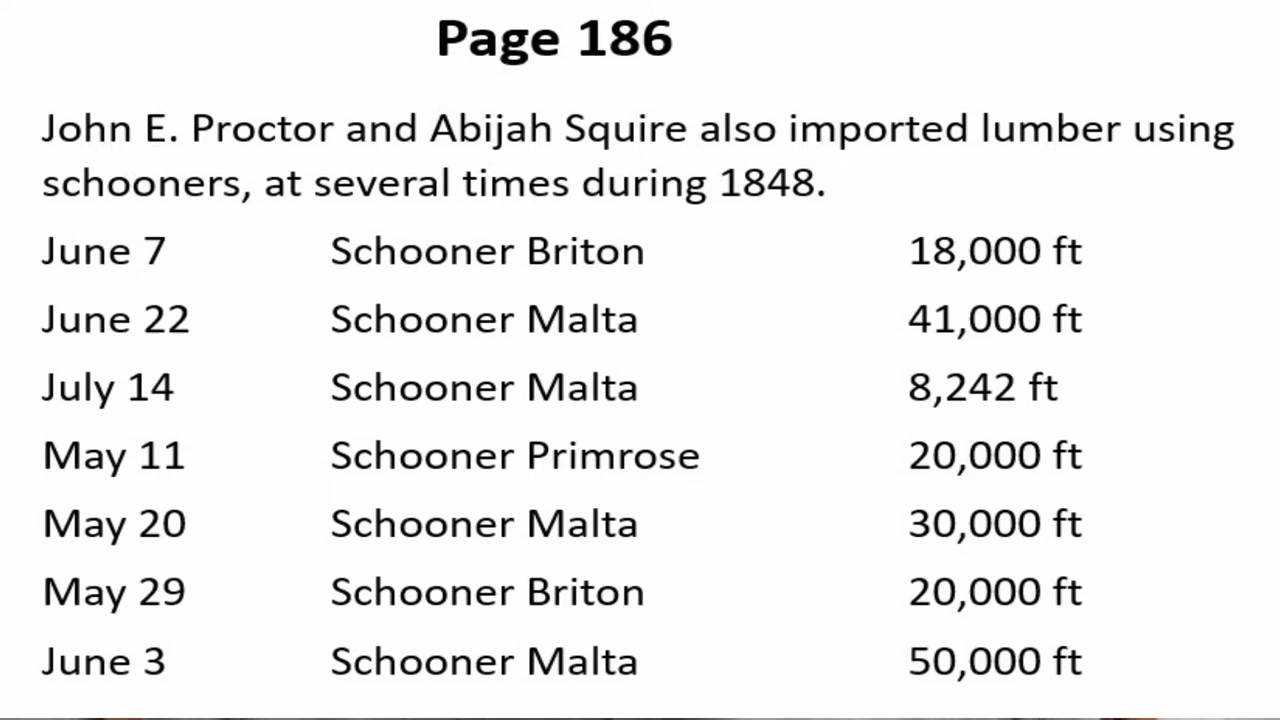 Page 186
John E. Proctor and Abijah Squire also imported lumber using
schooners, at several times during 1848.
June 7 Schooner Briton 18,000 ft
June 22 Schooner Malta 41,000 ft
July 14 Schooner Malta 8,242 ft
May 11 Schooner Primrose 20,000 ft
May 20 Schooner Malta 30,000 ft
May 29 Schooner Briton 20,000 ft
June 3 Schooner Malta 50,000 ft